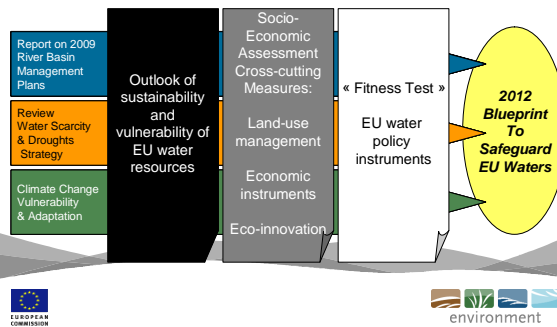 Report on 2009
River Basin
Management
Plans
Review
Water Scarcity
& Droughts
Strategy
Climate Change
Vulnerability
& Adaptation
Outlook of
sustainability
and
vulnerability of
EU water
resources
Socio-
Economic
Assessment
Cross-cutting
Measures:
Land-use
management
Economic
instruments
Eco-innovation
« Fitness Test »
EU water
policy
instruments
2012
Blueprint
To
Safeguard
EU Waters
EUROPEAN
COMMISSION
environment